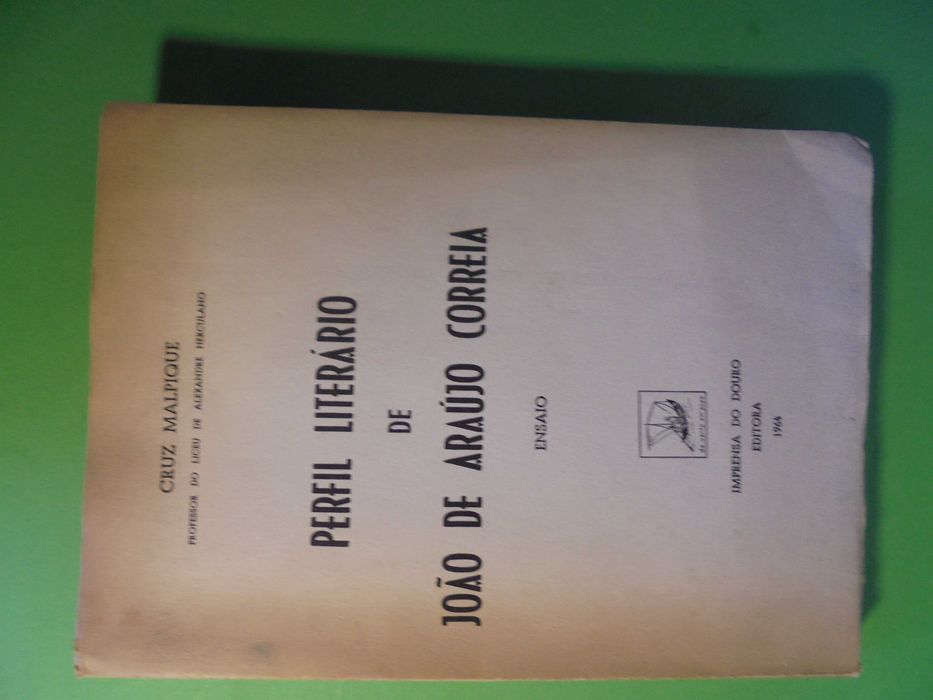 CRUZ MALPIQUE
PROFESSOR DO LICEU DE ALEXANDRE HERCULANO
PERFIL LITERÁRIO
DE
JOÃO DE ARAÚJO CORREIA
ENSAIO
IMPRENSA DO DOURO
EDITORA